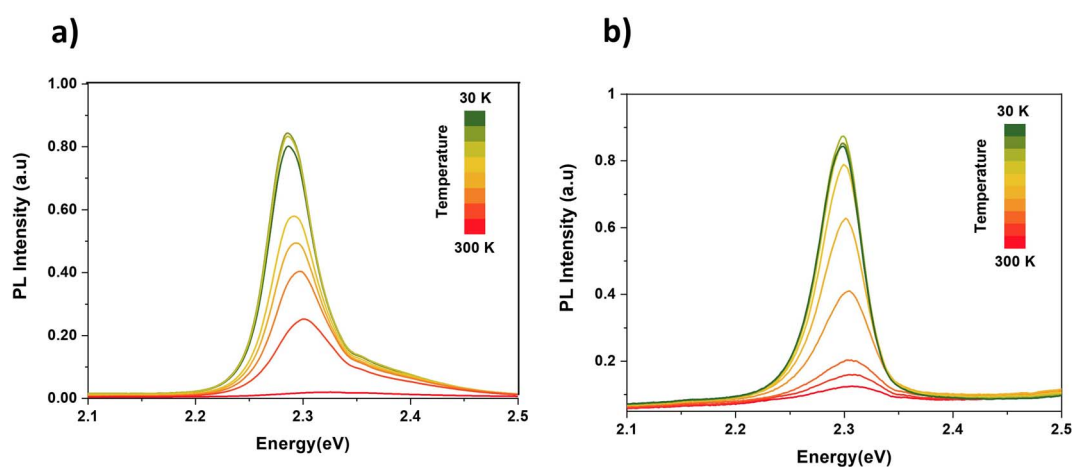 a)
PL Intensity (a.u)
1.00
0.80
0.60
0.40
0.20
0.00
2.1
2.2
2.3
2.4
2.5
Energy(eV)
30 K
Temperature
300 K
b)
PL Intensity (a.u)
1
0.8
0.6
0.4
0.2
2.1
2.2
2.3
2.4
2.5
Energy(eV)
30 K
Temperature
300 K